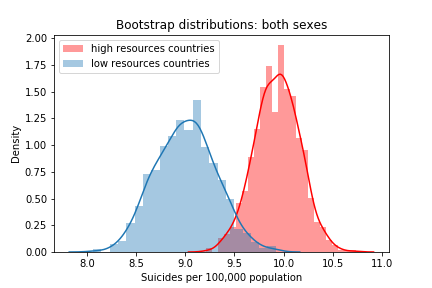 Bootstrap distributions: both sexes
high resources countries
low resources countries
Density
2.00
1.75
1.50
1.25
1.00
0.75
0.50
0.25
0.00
8.0 8.5 9.0 9.5 10.0 10.5 11.0
Suicides per 100,000 population